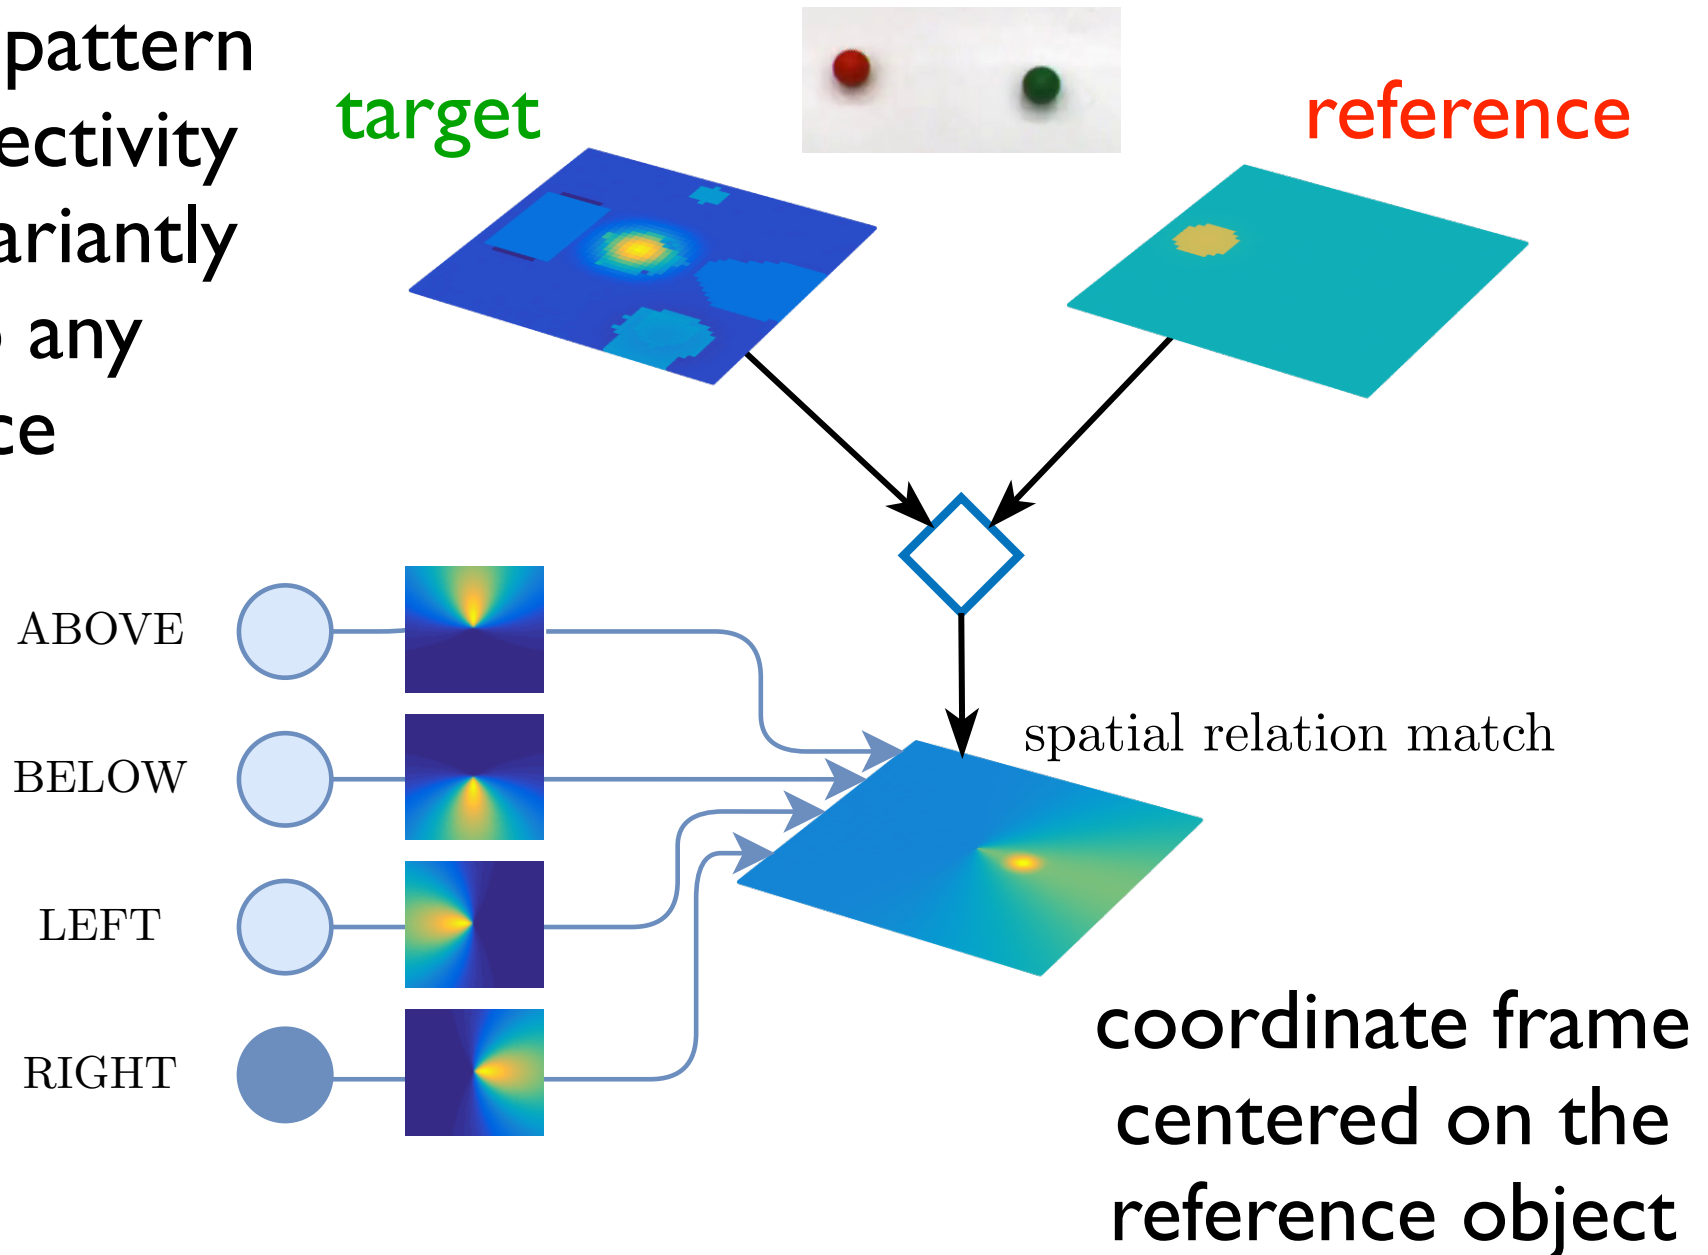 pattern
ectivity
ariantly
any
ce
target
reference
ABOVE
BELOW
LEFT
RIGHT
spatial relation match
coordinate frame
centered on the
reference object